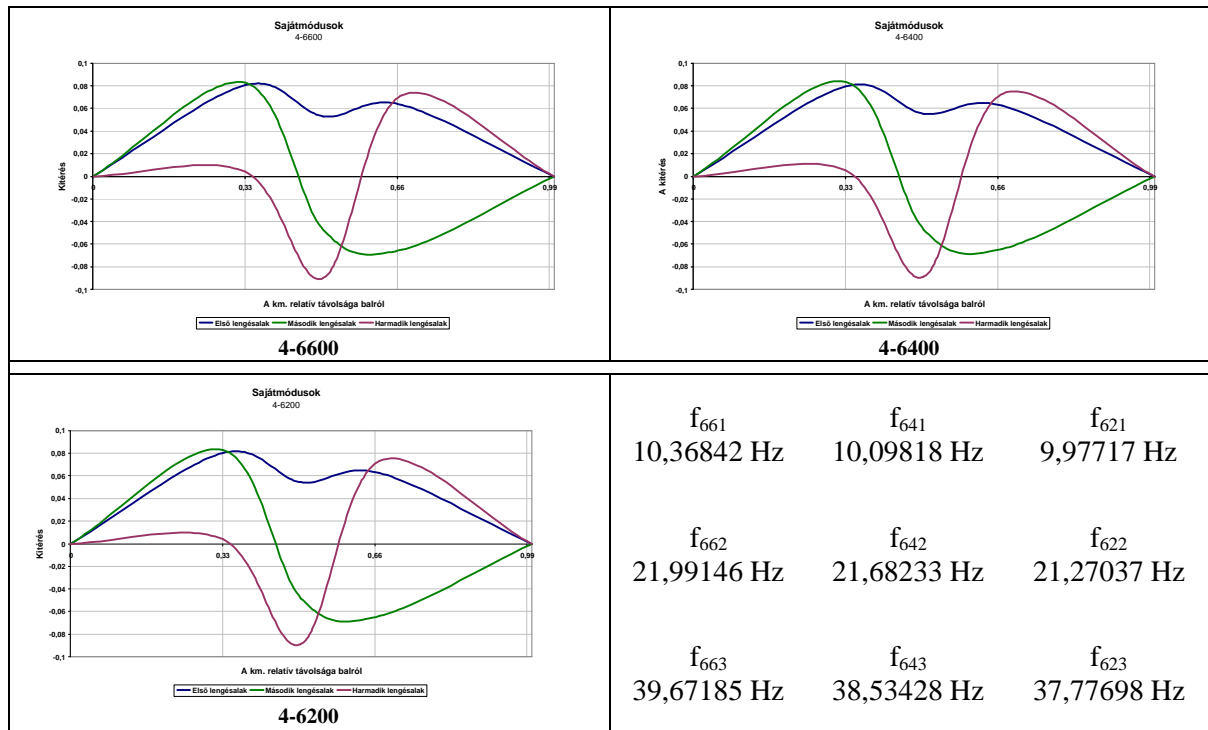 Sajátmódusok
4-6600
0,1
0,08
0,06
0,04
0,02
0
-0,02
-0,04
-0,06
-0,08
-0,1
0 0,33 0,66 0,99
Kitérés
A km. relatív távolsága balról
Első lengésalak Második lengésalak Harmadik lengésalak
4-6600
Sajátmódusok
4-6400
0,1
0,08
0,06
0,04
0,02
0
-0,02
-0,04
-0,06
-0,08
-0,1
0 0,33 0,66 0,99
A kitérés
A km. relatív távolsága balról
Első lengésalak Második lengésalak Harmadik lengésalak
4-6400
Sajátmódusok
4-6200
0,1
0,08
0,06
0,04
0,02
0
-0,02
-0,04
-0,06
-0,08
-0,1
0 0,33 0,66 0,99
Kitérés
A km. relatív távolsága balról
Első lengésalak Második lengésalak Harmadik lengésalak
4-6200
f661 f641 f621
10,36842 Hz 10,09818 Hz 9,97717 Hz
f662 f642 f622
21,99146 Hz 21,68233 Hz 21,27037 Hz
f663 f643 f623
39,67185 Hz 38,53428 Hz 37,77698 Hz